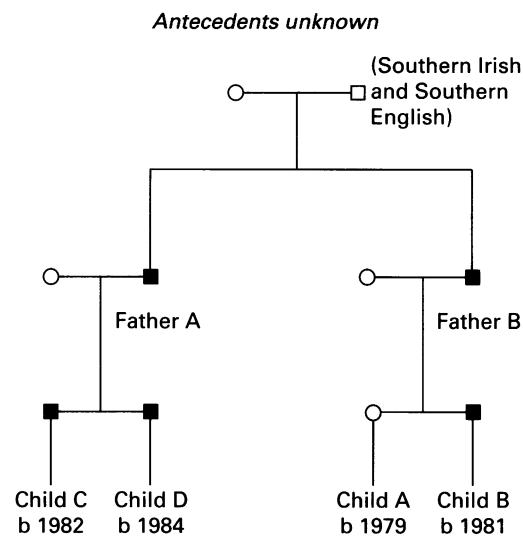 Antecedents unknown
(Southern Irish
and Southern
English)
Father A
Father B
Child C
b 1982
Child D
b 1984
Child A
b 1979
Child B
b 1981